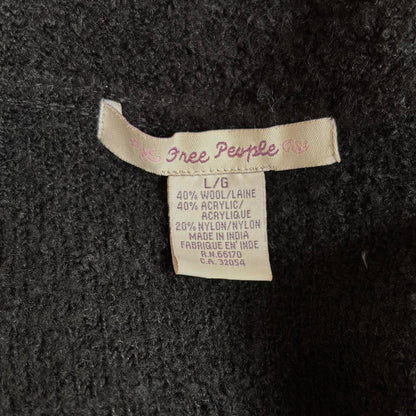 Free People
L/G
40% WOOL/LAINE
40% ACRYLIC/
ACRYLIQUE
20% NYLON/NYLON
MADE IN INDIA
FABRIQUE EN' INDE
R.N. 66170
C.A. 32054